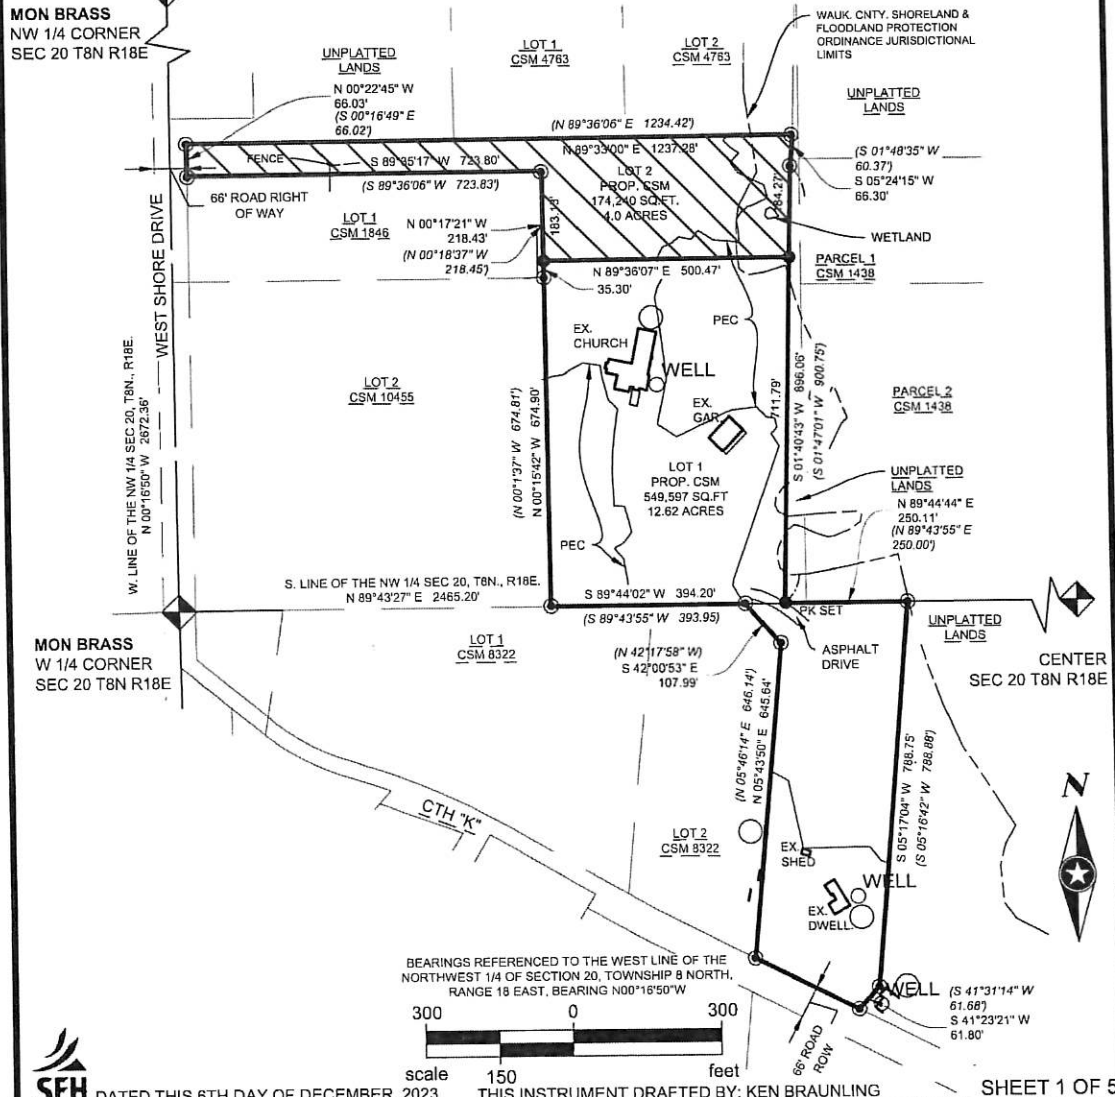 MON BRASS
NW 1/4 CORNER
SEC 20 T8N R18E
UNPLATTED
LANDS
N 00°22'45" W
66.03'
(S 00°16'49" E
66.02')
LOT 1
CSM 4763
LOT 2
CSM 4763
WAUK. CNTY. SHORELAND &
FLOODLAND PROTECTION
ORDINANCE JURISDICTIONAL
LIMITS
UNPLATTED
LANDS
(N 89°36'06" E 1234.42')
N 89°33'00" E 1237.28'
FENCE
S 89°35'17" W 723.80'
(S 89°36'06" W 723.83')
LOT 2
PROP. CSM
174,240 SQ.FT.
4.0 ACRES
(S 01°48'35" W
60.37')
S 05°24'15" W
66.30'
66' ROAD RIGHT
OF WAY
LOT 1
CSM 1846
N 00°17'21" W
218.43'
(N 00°18'37" W
218.45')
183.13'
184.27'
WETLAND
PARCEL 1
CSM 1438
N 89°36'07" E 500.47'
35.30'
WEST SHORE DRIVE
W. LINE OF THE NW 1/4 SEC 20, T8N., R18E.
N 00°16'50" W 2672.36'
EX.
CHURCH
WELL
PEC
LOT 2
CSM 10455
EX.
GAR.
711.79'
S 01°40'43" W 896.06'
(S 01°47'01" W 900.75')
PARCEL 2
CSM 1438
(N 00°1'37" W 674.81')
N 00°15'42" W 674.90'
LOT 1
PROP. CSM
549,597 SQ.FT
12.62 ACRES
UNPLATTED
LANDS
N 89°44'44" E
250.11'
(N 89°43'55" E
250.00')
PEC
S. LINE OF THE NW 1/4 SEC 20, T8N., R18E.
N 89°43'27" E 2465.20'
S 89°44'02" W 394.20'
(S 89°43'55" W 393.95)
PK SET
UNPLATTED
LANDS
MON BRASS
W 1/4 CORNER
SEC 20 T8N R18E
LOT 1
CSM 8322
(N 42°17'58" W)
S 42°00'53" E
107.99'
ASPHALT
DRIVE
CENTER
SEC 20 T8N R18E
(N 05°46'14" E 646.14')
N 05°43'50" E 645.64'
S 05°17'04" W 788.75'
(S 05°16'42" W 788.88')
N
CTH "K"
LOT 2
CSM 8322
EX.
SHED
WELL
EX.
DWELL.
BEARINGS REFERENCED TO THE WEST LINE OF THE
NORTHWEST 1/4 OF SECTION 20, TOWNSHIP 8 NORTH,
RANGE 18 EAST, BEARING N00°16'50"W
WELL
(S 41°31'14" W
61.68')
S 41°23'21" W
61.80'
66' ROAD
ROW
300 0 300
scale 150 feet
SEH
DATED THIS 6TH DAY OF DECEMBER, 2023
THIS INSTRUMENT DRAFTED BY: KEN BRAUNLING
SHEET 1 OF 5